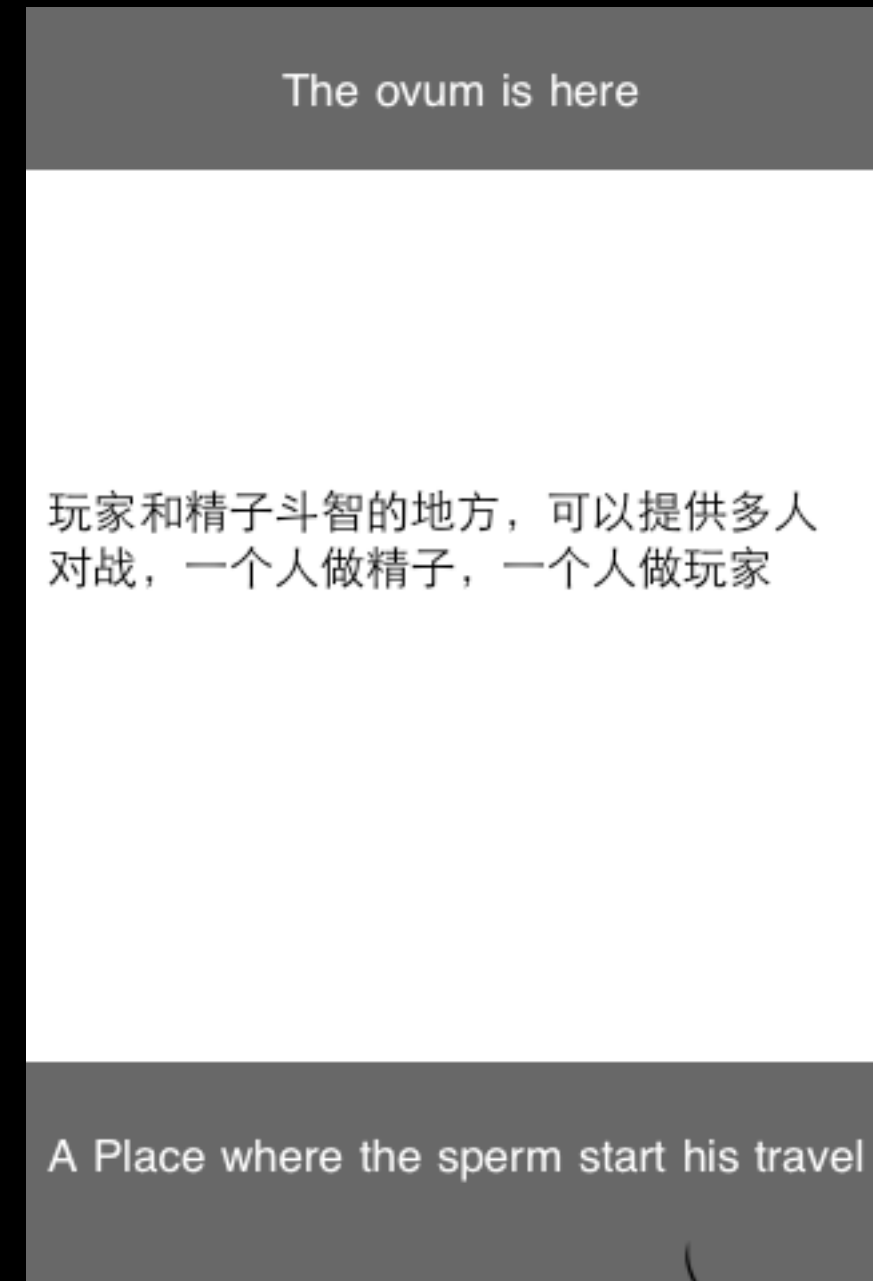 The ovum is here
玩家和精子斗智的地方，可以提供多人
对战，一个人做精子，一个人做玩家
A Place where the sperm start his travel